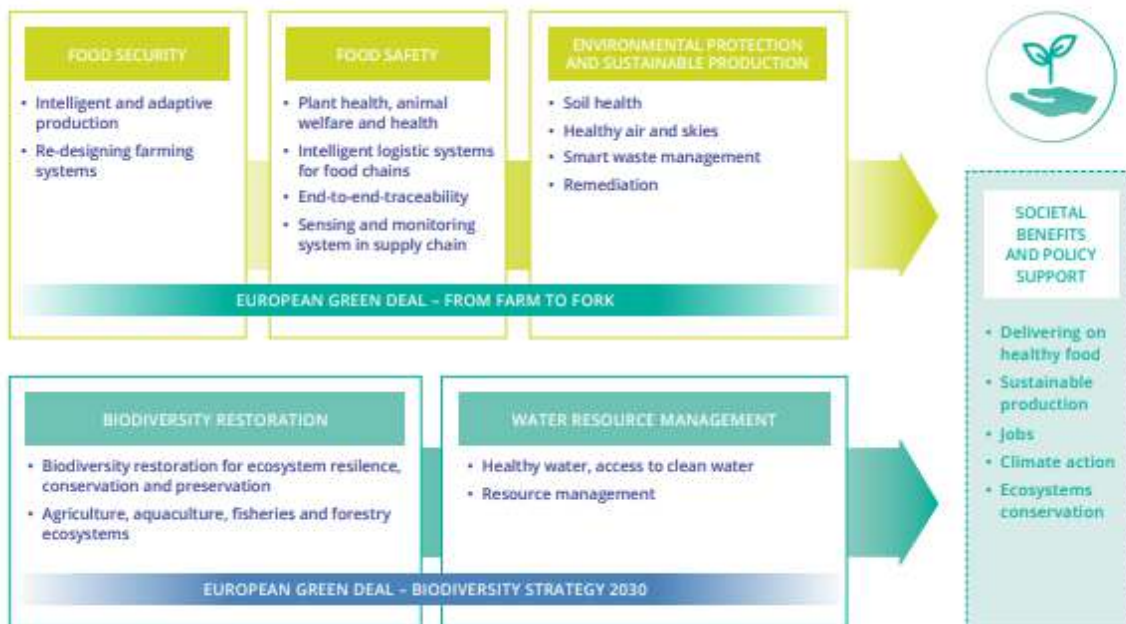 FOOD SECURITY
• Intelligent and adaptive
production
• Re-designing farming
systems
FOOD SAFETY
• Plant health, animal
welfare and health
• Intelligent logistic systems
for food chains
• End-to-end-traceability
• Sensing and monitoring
system in supply chain
ENVIRONMENTAL PROTECTION
AND SUSTAINABLE PRODUCTION
• Soil health
• Healthy air and skies
• Smart waste management
• Remediation
EUROPEAN GREEN DEAL – FROM FARM TO FORK
BIODIVERSITY RESTORATION
• Biodiversity restoration for ecosystem resilence,
conservation and preservation
• Agriculture, aquaculture, fisheries and forestry
ecosystems
WATER RESOURCE MANAGEMENT
• Healthy water, access to clean water
• Resource management
EUROPEAN GREEN DEAL – BIODIVERSITY STRATEGY 2030
SOCIETAL
BENEFITS
AND POLICY
SUPPORT
• Delivering on
healthy food
• Sustainable
production
• Jobs
• Climate action
• Ecosystems
conservation